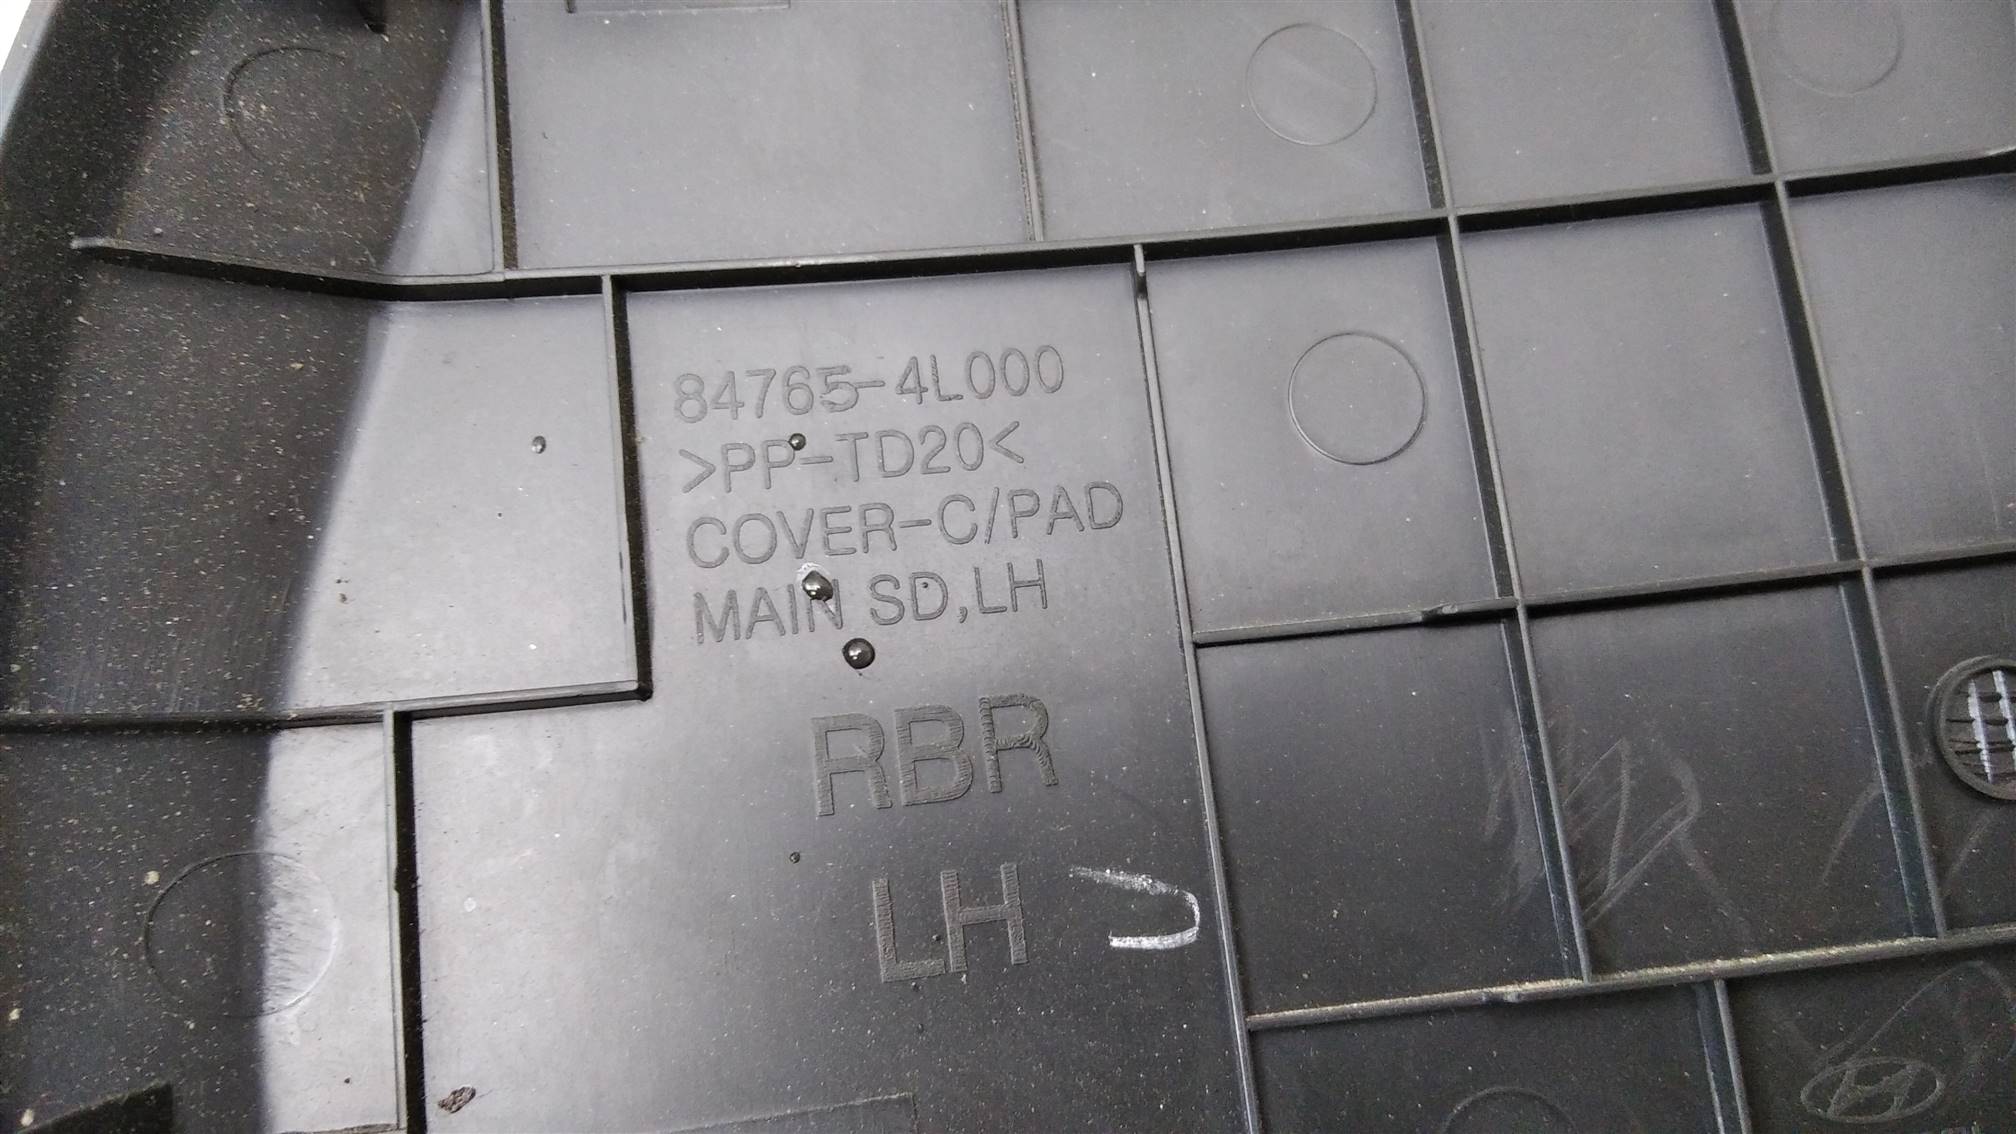 84765-4L000
>PP-TD20<
COVER-C/PAD
MAIN SD,LH
RBR
LH